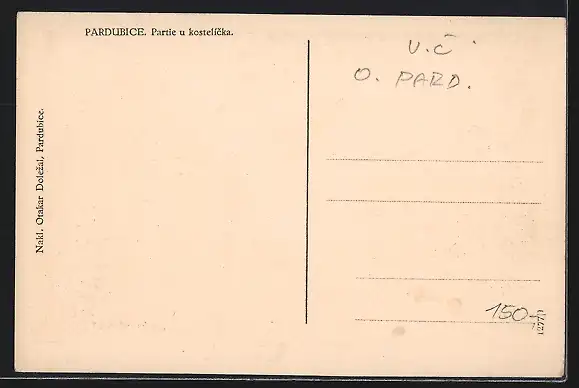 PARDUBICE. Partie u kostelíčka.
V.Č.
O. PARD.
Nakl. Otakar Doležal, Pardubice.
150-